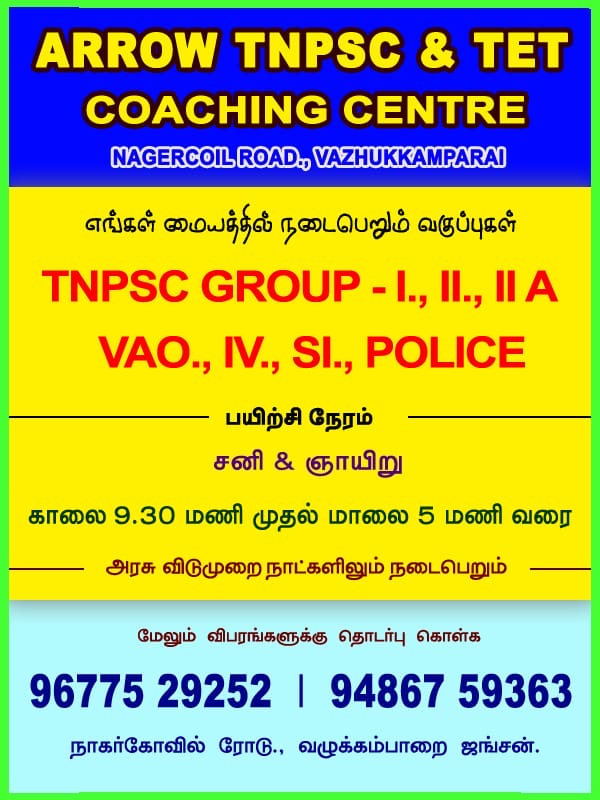 ARROW TNPSC & TET
COACHING CENTRE
NAGERCOIL ROAD., VAZHUKKAMPARAI
எங்கள் மையத்தில் நடைபெறும் வகுப்புகள்
TNPSC GROUP - I., II., II A
VAO., IV., SI., POLICE
பயிற்சி நேரம்
சனி & ஞாயிறு
காலை 9.30 மணி முதல் மாலை 5 மணி வரை
அரசு விடுமுறை நாட்களிலும் நடைபெறும்
மேலும் விபரங்களுக்கு தொடர்பு கொள்க
96775 29252 | 94867 59363
நாகர்கோவில் ரோடு., வழுக்கம்பாறை ஜங்சன்.